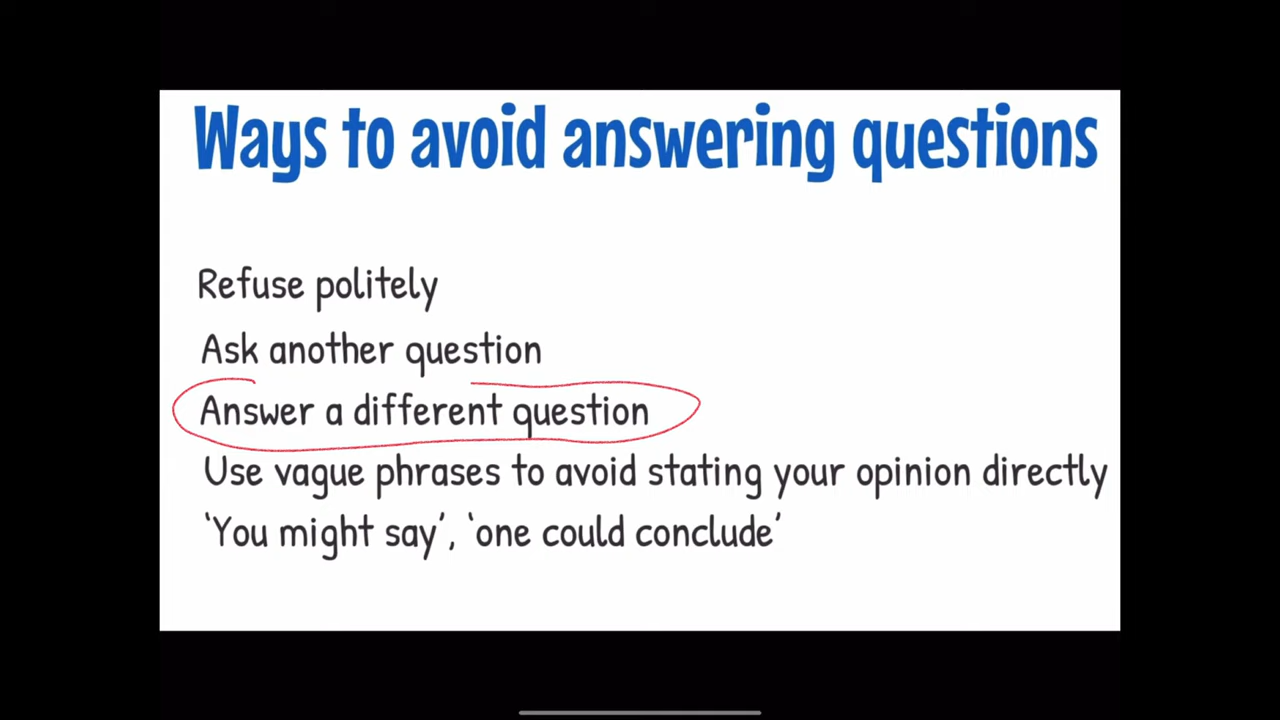 Ways to avoid answering questions
Refuse politely
Ask another question
Answer a different question
Use vague phrases to avoid stating your opinion directly
‘You might say’, ‘one could conclude’